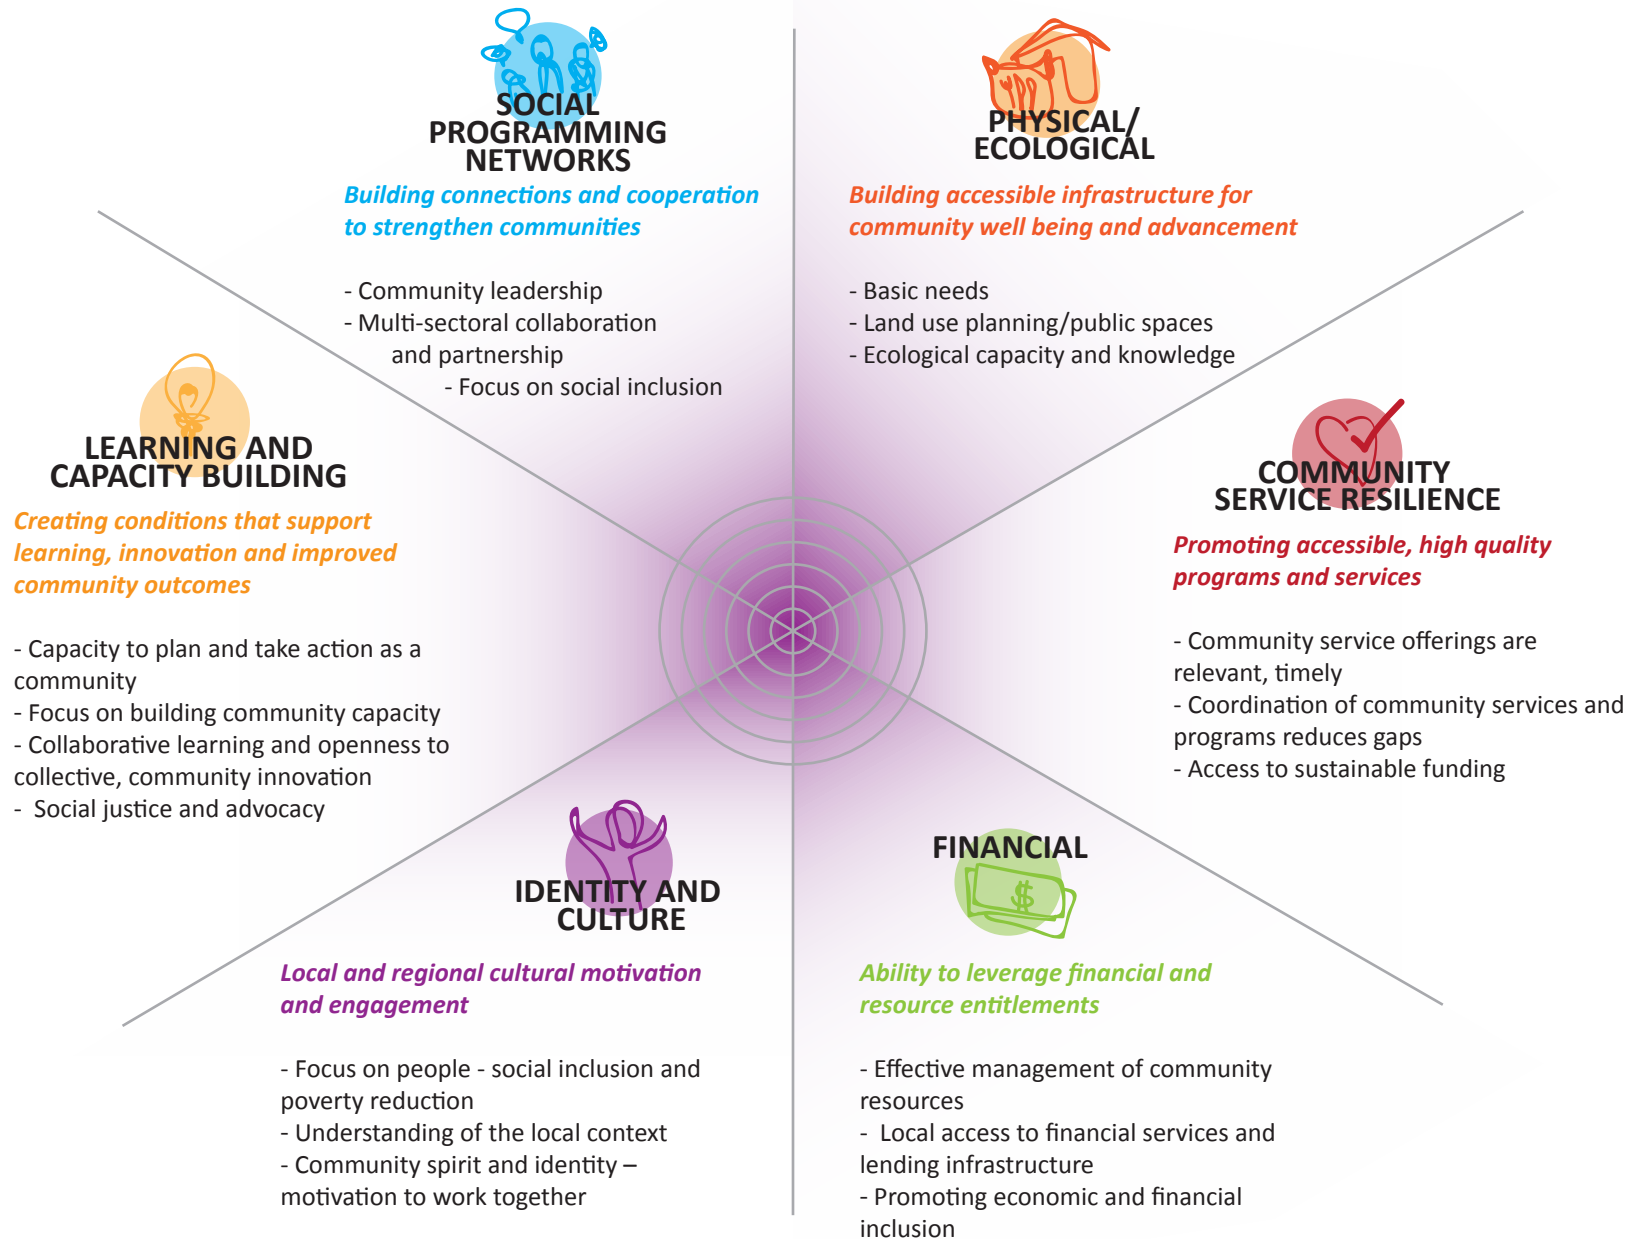 SOCIAL
PROGRAMMING
NETWORKS
Building connections and cooperation
to strengthen communities
- Community leadership
- Multi-sectoral collaboration
and partnership
- Focus on social inclusion
PHYSICAL/
ECOLOGICAL
Building accessible infrastructure for
community well being and advancement
- Basic needs
- Land use planning/public spaces
- Ecological capacity and knowledge
LEARNING AND
CAPACITY BUILDING
Creating conditions that support
learning, innovation and improved
community outcomes
- Capacity to plan and take action as a
community
- Focus on building community capacity
- Collaborative learning and openness to
collective, community innovation
- Social justice and advocacy
COMMUNITY
SERVICE RESILIENCE
Promoting accessible, high quality
programs and services
- Community service offerings are
relevant, timely
- Coordination of community services and
programs reduces gaps
- Access to sustainable funding
IDENTITY AND
CULTURE
Local and regional cultural motivation
and engagement
- Focus on people - social inclusion and
poverty reduction
- Understanding of the local context
- Community spirit and identity –
motivation to work together
FINANCIAL
$
Ability to leverage financial and
resource entitlements
- Effective management of community
resources
- Local access to financial services and
lending infrastructure
- Promoting economic and financial
inclusion